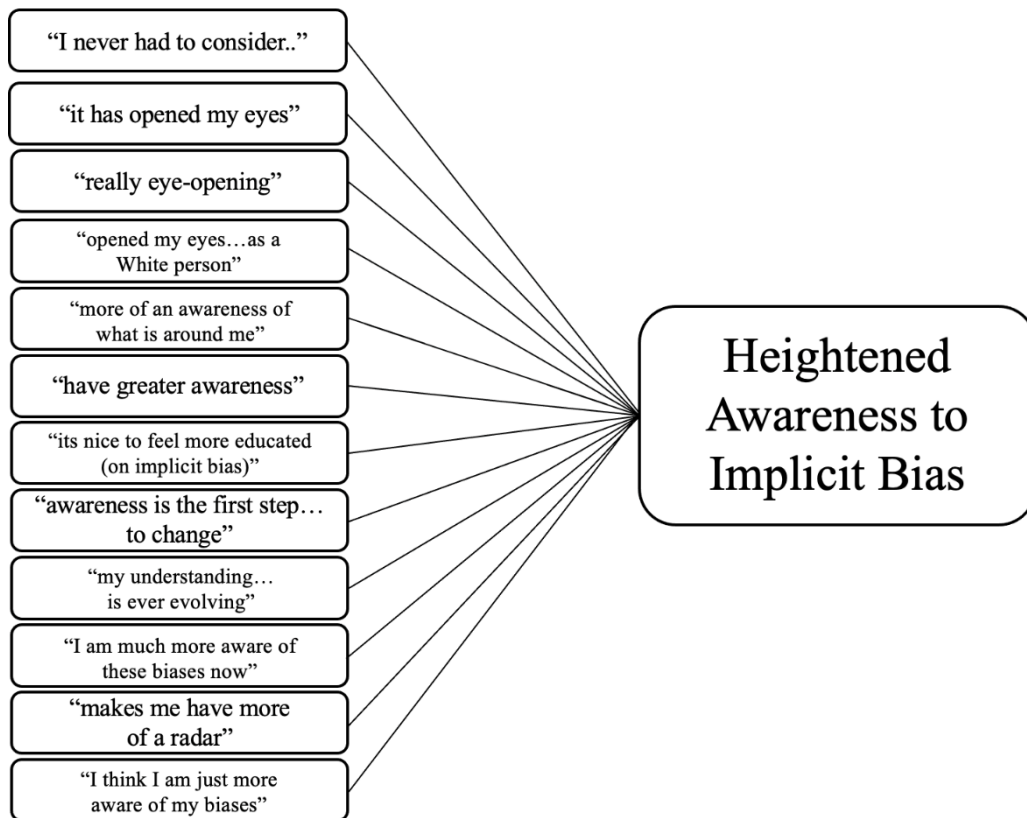 “I never had to consider..”
“it has opened my eyes”
“really eye-opening”
“opened my eyes…as a
White person”
“more of an awareness of
what is around me”
“have greater awareness”
“its nice to feel more educated
(on implicit bias)”
“awareness is the first step…
to change”
“my understanding…
is ever evolving”
“I am much more aware of
these biases now”
“makes me have more
of a radar”
“I think I am just more
aware of my biases”
Heightened
Awareness to
Implicit Bias